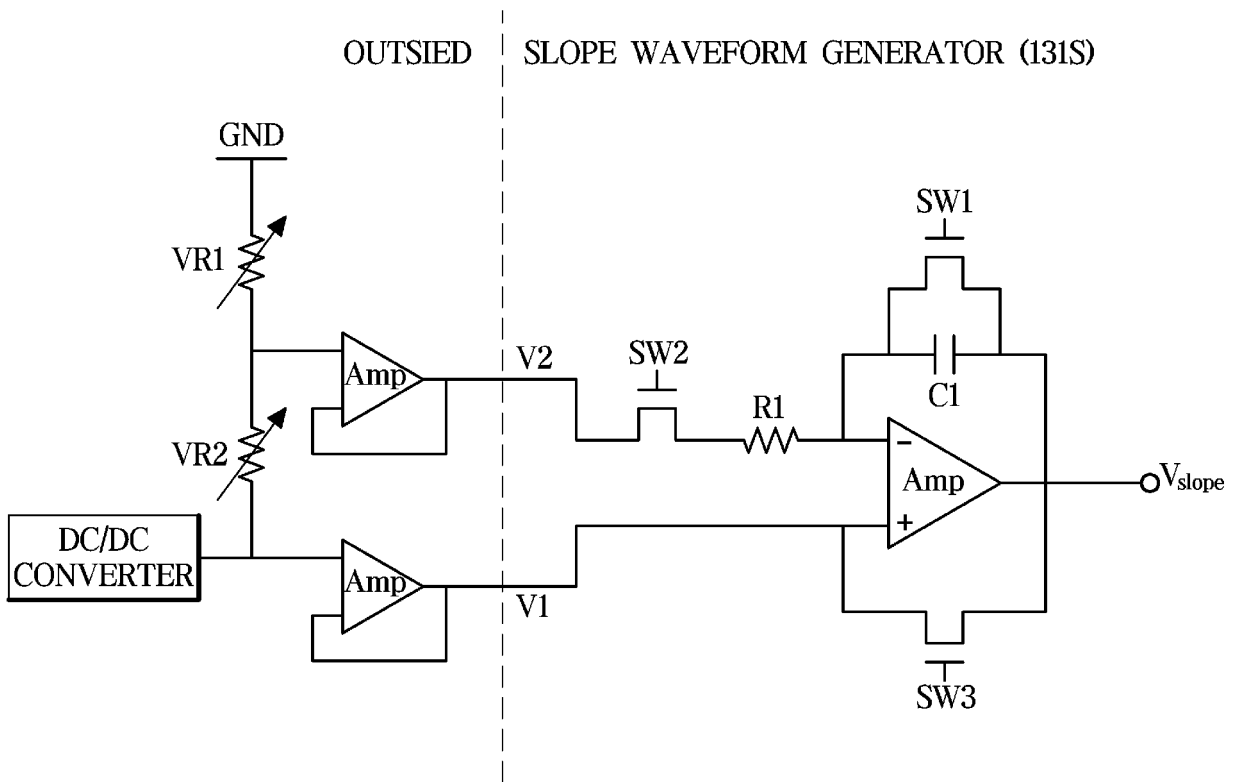 OUTSIED
SLOPE WAVEFORM GENERATOR (131S)
GND
SW1
VR1
V2
SW2
Amp
C1
R1
VR2
−
Amp
Vslope
+
DC/DC
CONVERTER
Amp
V1
SW3